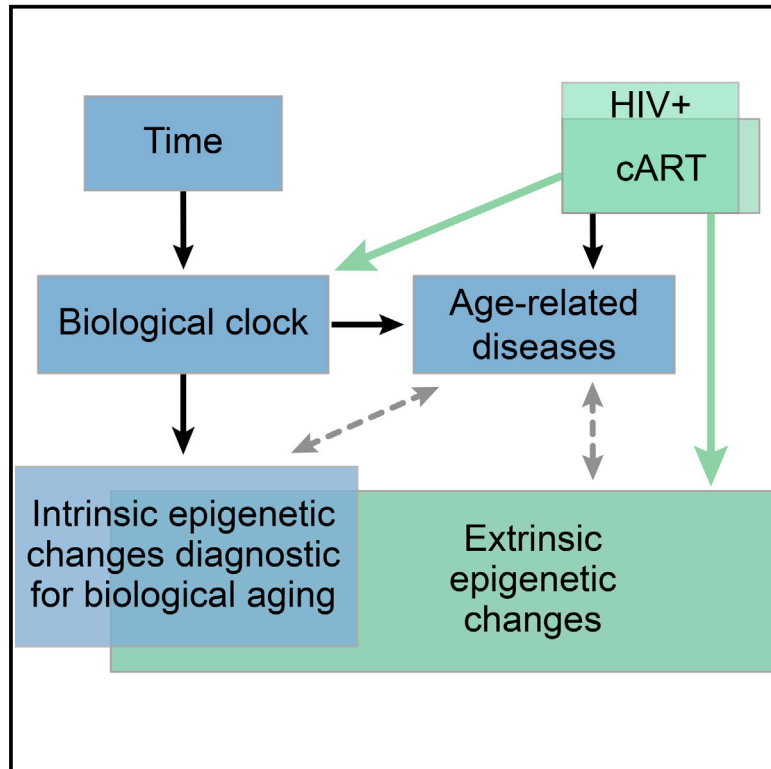 Time
HIV+
cART
Biological clock
Age-related
diseases
Intrinsic epigenetic
changes diagnostic
for biological aging
Extrinsic
epigenetic
changes